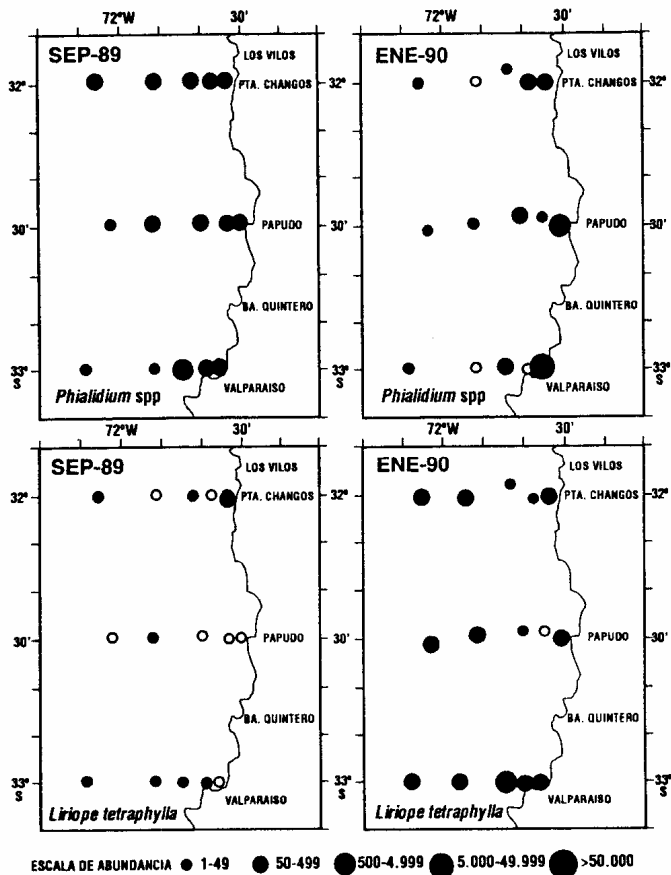 72°W 30'
72°W 30'
SEP-89
LOS VILOS
32°
PTA. CHANGOS
30'
PAPUDO
BA. QUINTERO
33°
S
VALPARAISO
Phialidium spp
ENE-90
LOS VILOS
32°
PTA. CHANGOS
30'
PAPUDO
BA. QUINTERO
33°
S
VALPARAISO
Phialidium spp
72°W 30'
72°W 30'
SEP-89
LOS VILOS
32°
PTA. CHANGOS
30'
PAPUDO
BA. QUINTERO
33°
S
VALPARAISO
Liriope tetraphylla
ENE-90
LOS VILOS
32°
PTA. CHANGOS
30'
PAPUDO
BA. QUINTERO
33°
S
VALPARAISO
Liriope tetraphylla
ESCALA DE ABUNDANCIA 1-49 50-499 500-4.999 5.000-49.999 >50.000